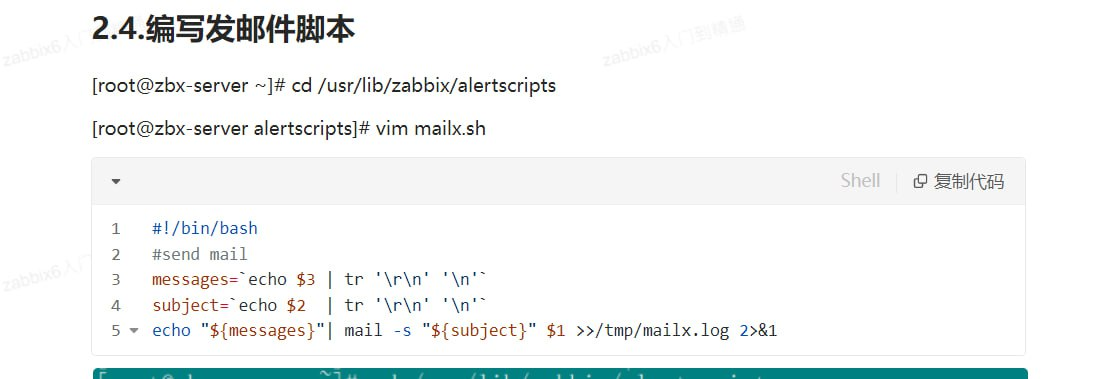 2.4.编写发邮件脚本
zabbix6入门到精通
[root@zbx-server ~]# cd /usr/lib/zabbix/alertscripts
[root@zbx-server alertscripts]# vim mailx.sh
Shell 复制代码
1 #!/bin/bash
2 #send mail
3 messages=`echo $3 | tr '\r\n' '\n'`
4 subject=`echo $2  | tr '\r\n' '\n'`
5 echo "${messages}"| mail -s "${subject}" $1 >>/tmp/mailx.log 2>&1